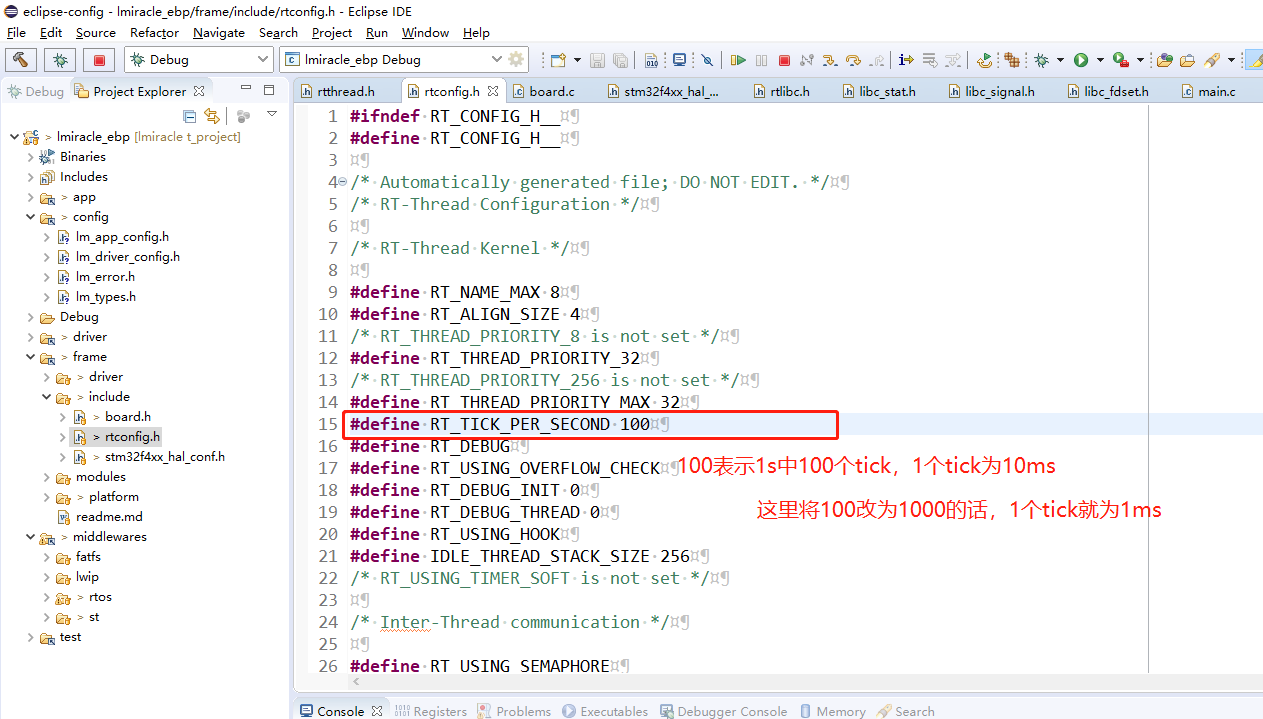 eclipse-config - lmiracle_ebp/frame/include/rtconfig.h - Eclipse IDE
File Edit Source Refactor Navigate Search Project Run Window Help
Debug lmiracle_ebp Debug
Debug Project Explorer
rtthread.h rtconfig.h board.c stm32f4xx_hal_... rtlibc.h libc_stat.h libc_signal.h libc_fdset.h main.c
> lmiracle_ebp [lmiracle t_project]
Binaries
Includes
> app
> config
lm_app_config.h
lm_driver_config.h
lm_error.h
lm_types.h
Debug
> driver
> frame
> driver
> include
> board.h
> rtconfig.h
> stm32f4xx_hal_conf.h
modules
> platform
readme.md
> middlewares
fatfs
lwip
> rtos
> st
test
1 #ifndef·RT_CONFIG_H__¤¶
2 #define·RT_CONFIG_H__¤¶
3 ¤¶
4 /*·Automatically·generated·file;·DO·NOT·EDIT.·*/¤¶
5 /*·RT-Thread·Configuration·*/¤¶
6 ¤¶
7 /*·RT-Thread·Kernel·*/¤¶
8 ¤¶
9 #define·RT_NAME_MAX·8¤¶
10 #define·RT_ALIGN_SIZE·4¤¶
11 /*·RT_THREAD_PRIORITY_8·is·not·set·*/¤¶
12 #define·RT_THREAD_PRIORITY_32¤¶
13 /*·RT_THREAD_PRIORITY_256·is·not·set·*/¤¶
14 #define·RT_THREAD_PRIORITY_MAX·32¤¶
15 #define·RT_TICK_PER_SECOND·100¤¶
16 #define·RT_DEBUG¤¶
17 #define·RT_USING_OVERFLOW_CHECK¤¶
100表示1s中100个tick，1个tick为10ms
18 #define·RT_DEBUG_INIT·0¤¶
19 #define·RT_DEBUG_THREAD·0¤¶
这里将100改为1000的话，1个tick就为1ms
20 #define·RT_USING_HOOK¤¶
21 #define·IDLE_THREAD_STACK_SIZE·256¤¶
22 /*·RT_USING_TIMER_SOFT·is·not·set·*/¤¶
23 ¤¶
24 /*·Inter-Thread·communication·*/¤¶
25 ¤¶
26 #define·RT_USING_SEMAPHORE¤¶
Console Registers Problems Executables Debugger Console Memory Search